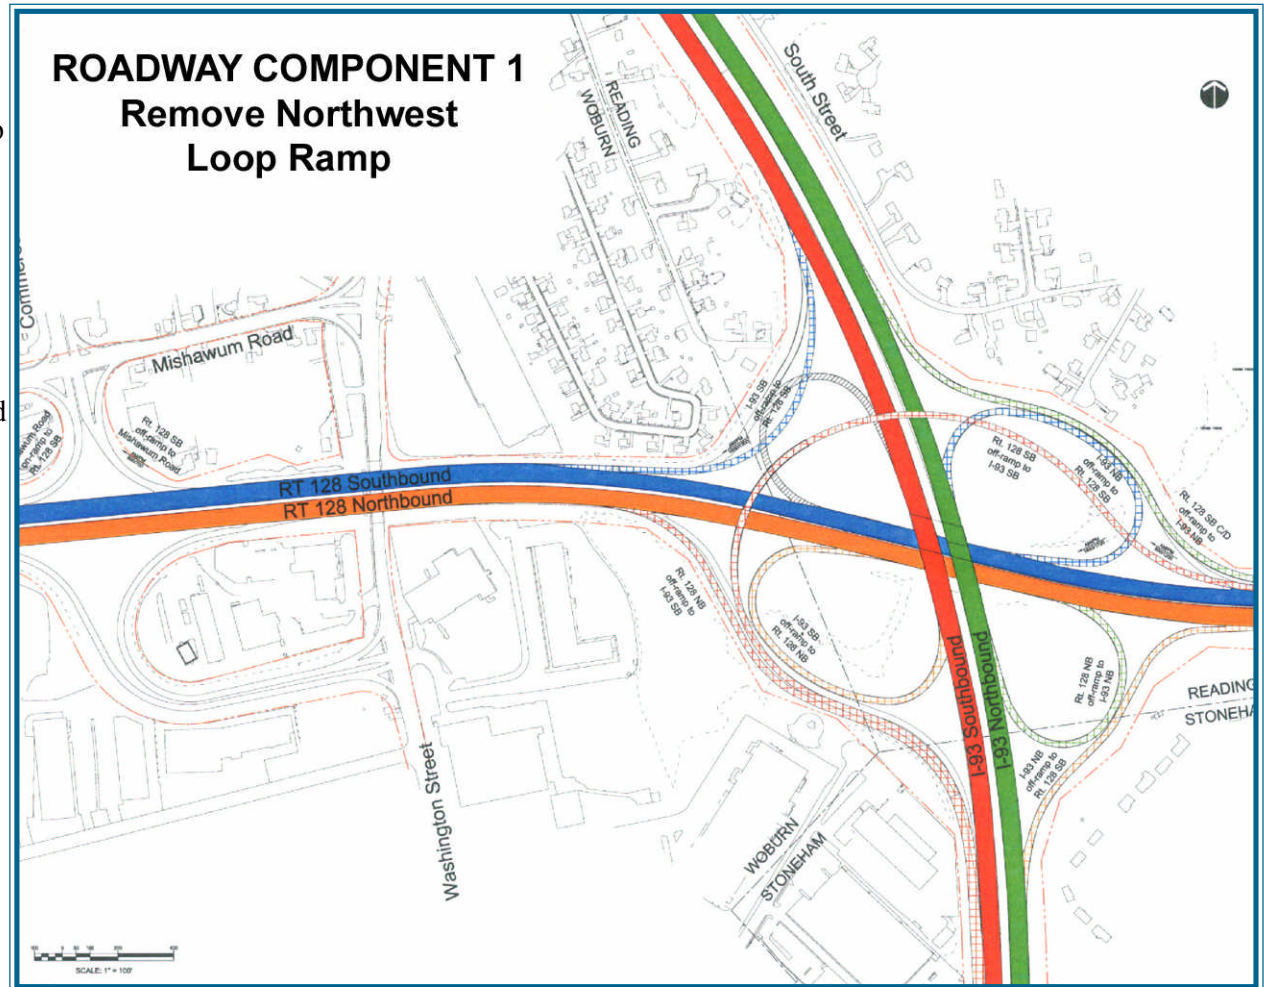 ROADWAY COMPONENT 1
Remove Northwest
Loop Ramp
South Street
READING
WOBURN
Mishawum Road
Rt. 128 SB
off-ramp to
Mishawum Road
on-ramp to
Rt. 128 SB
I-93 SB
off-ramp to
Rt. 128 SB
RT 128 Southbound
RT 128 Northbound
Rt. 128 SB
off-ramp to
I-93 SB
I-93 NB
off-ramp to
Rt. 128 SB
Rt. 128 SB C/D
off-ramp to
I-93 NB
Rt. 128 NB
off-ramp to
I-93 SB
I-93 SB
off-ramp to
Rt. 128 NB
I-93 Southbound
I-93 Northbound
Rt. 128 NB
off-ramp to
I-93 NB
I-93 NB
off-ramp to
Rt. 128 SB
READING
STONEHA
Washington Street
WOBURN
STONEHAM
SCALE: 1" = 100'